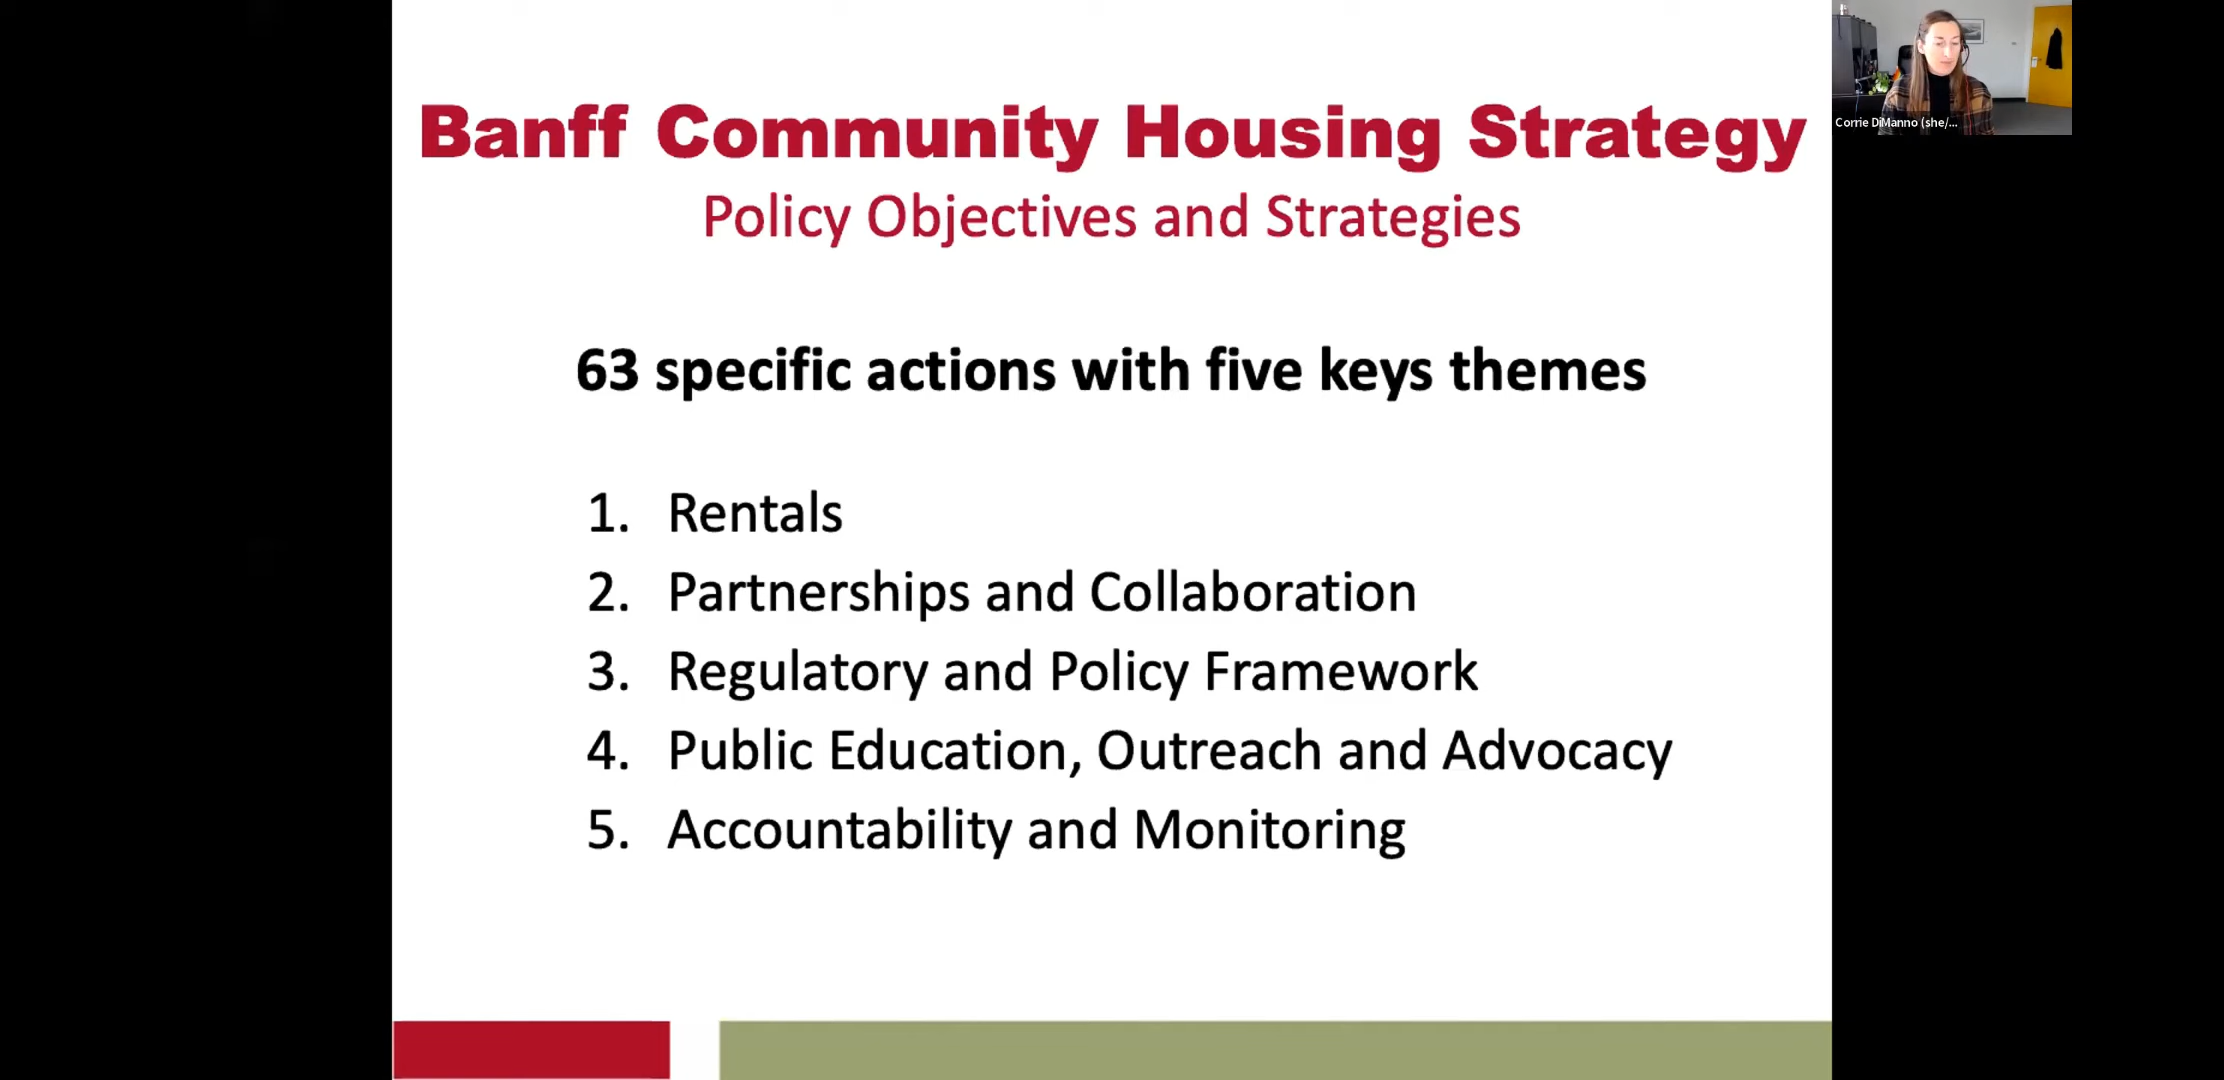 Banff Community Housing Strategy
Policy Objectives and Strategies
63 specific actions with five keys themes
1. Rentals
2. Partnerships and Collaboration
3. Regulatory and Policy Framework
4. Public Education, Outreach and Advocacy
5. Accountability and Monitoring
Corrie DiManno (she/...